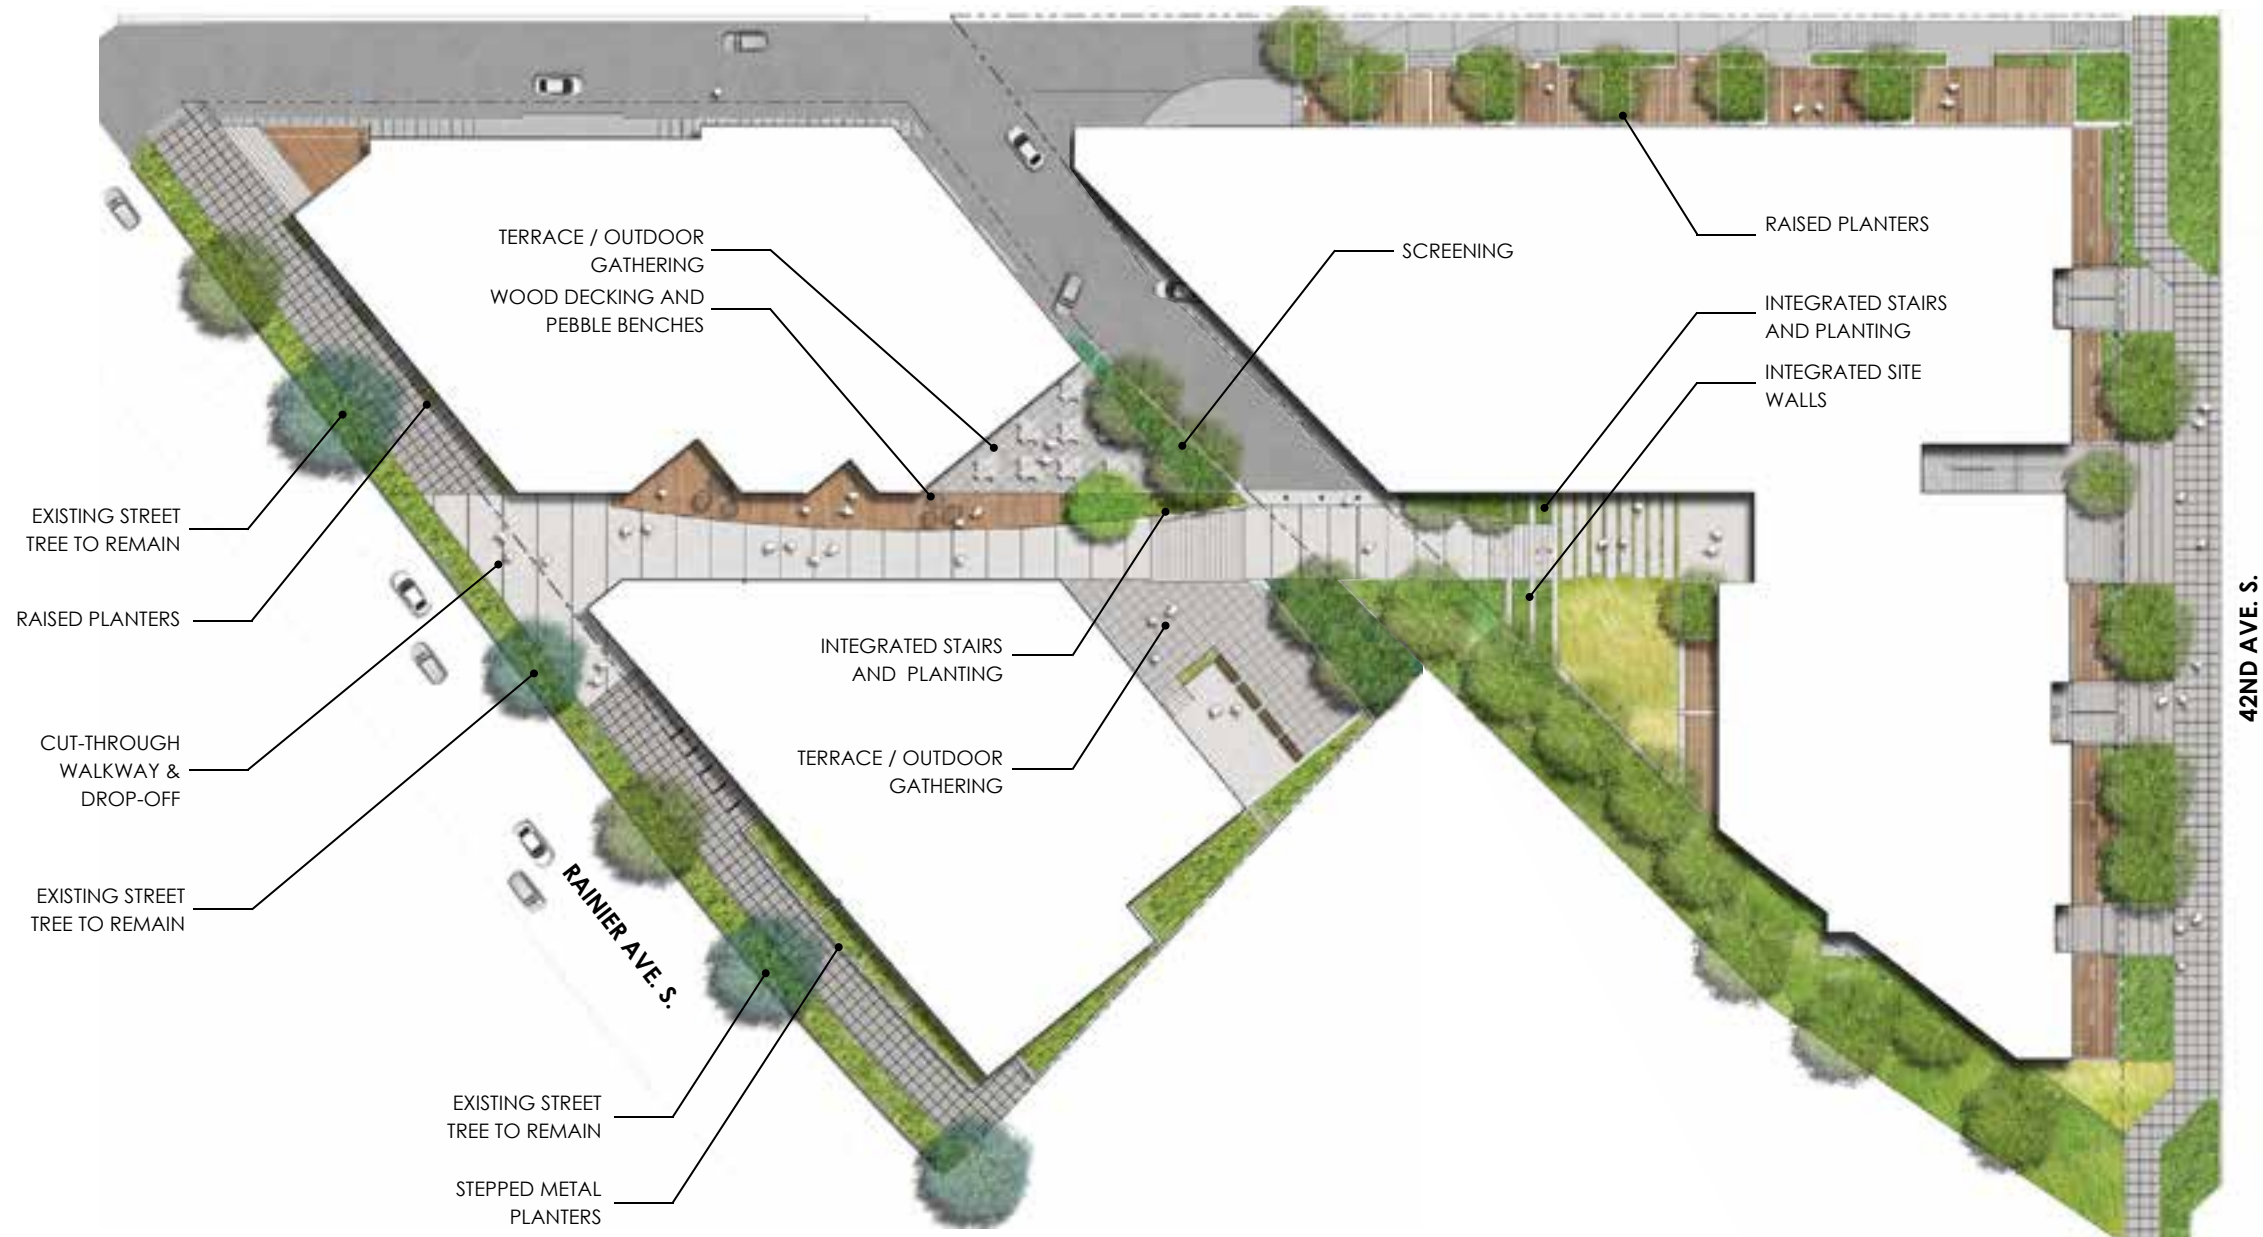 RAISED PLANTERS
TERRACE / OUTDOOR
GATHERING
SCREENING
WOOD DECKING AND
PEBBLE BENCHES
INTEGRATED STAIRS
AND PLANTING
INTEGRATED SITE
WALLS
EXISTING STREET
TREE TO REMAIN
RAISED PLANTERS
INTEGRATED STAIRS
AND PLANTING
42ND AVE. S.
CUT-THROUGH
WALKWAY &
DROP-OFF
TERRACE / OUTDOOR
GATHERING
EXISTING STREET
TREE TO REMAIN
RAINIER AVE. S.
EXISTING STREET
TREE TO REMAIN
STEPPED METAL
PLANTERS